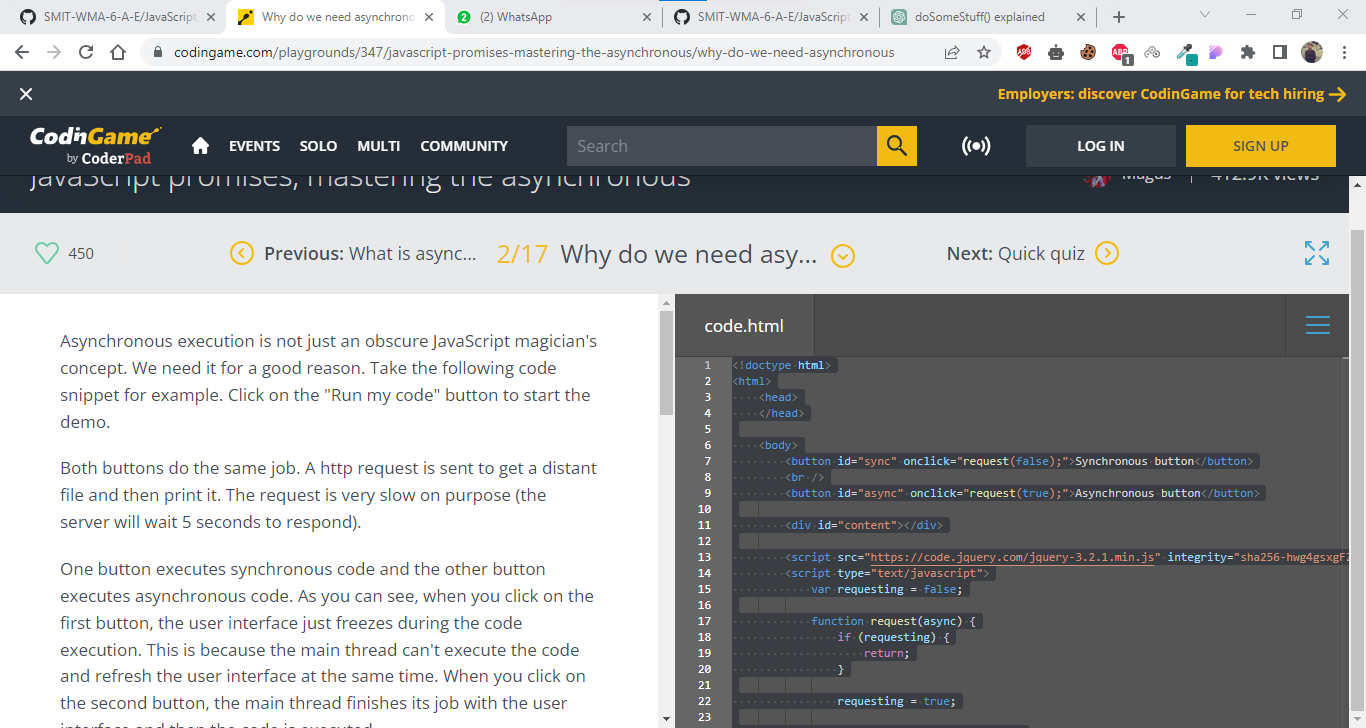 SMIT-WMA-6-A-E/JavaScript
Why do we need asynchrono
(2) WhatsApp
SMIT-WMA-6-A-E/JavaScript
doSomeStuff() explained
codingame.com/playgrounds/347/javascript-promises-mastering-the-asynchronous/why-do-we-need-asynchronous
Employers: discover CodinGame for tech hiring
CodinGame
by CoderPad
EVENTS SOLO MULTI COMMUNITY
Search
LOG IN
SIGN UP
JavaScript promises, mastering the asynchronous
Magus
412.9K views
450
Previous: What is async...
2/17 Why do we need asy...
Next: Quick quiz
Asynchronous execution is not just an obscure JavaScript magician's
concept. We need it for a good reason. Take the following code
snippet for example. Click on the "Run my code" button to start the
demo.
Both buttons do the same job. A http request is sent to get a distant
file and then print it. The request is very slow on purpose (the
server will wait 5 seconds to respond).
One button executes synchronous code and the other button
executes asynchronous code. As you can see, when you click on the
first button, the user interface just freezes during the code
execution. This is because the main thread can't execute the code
and refresh the user interface at the same time. When you click on
the second button, the main thread finishes its job with the user
interface and then the code is executed.
code.html
1 <!doctype html>
2 <html>
3 <head>
4 </head>
5
6 <body>
7 <button id="sync" onclick="request(false);">Synchronous button</button>
8 <br />
9 <button id="async" onclick="request(true);">Asynchronous button</button>
10
11 <div id="content"></div>
12
13 <script src="https://code.jquery.com/jquery-3.2.1.min.js" integrity="sha256-hwg4gsxgFZ
14 <script type="text/javascript">
15 var requesting = false;
16
17 function request(async) {
18 if (requesting) {
19 return;
20 }
21
22 requesting = true;
23